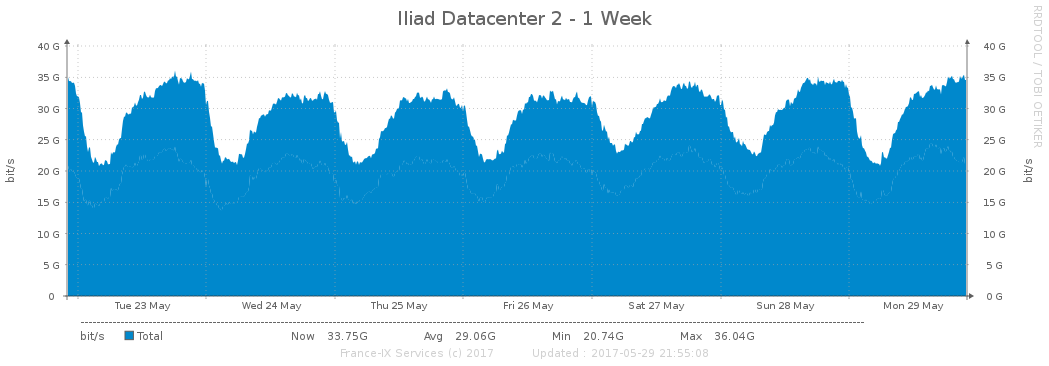 Iliad Datacenter 2 - 1 Week
RRDTOOL / TOBI OETIKER
40 G 40 G
35 G 35 G
30 G 30 G
25 G 25 G
20 G 20 G
15 G 15 G
10 G 10 G
5 G 5 G
0 0 G
bit/s bit/s
Tue 23 May Wed 24 May Thu 25 May Fri 26 May Sat 27 May Sun 28 May Mon 29 May
bit/s Total Now 33.75G Avg 29.06G Min 20.74G Max 36.04G
France-IX Services (c) 2017 Updated : 2017-05-29 21:55:08